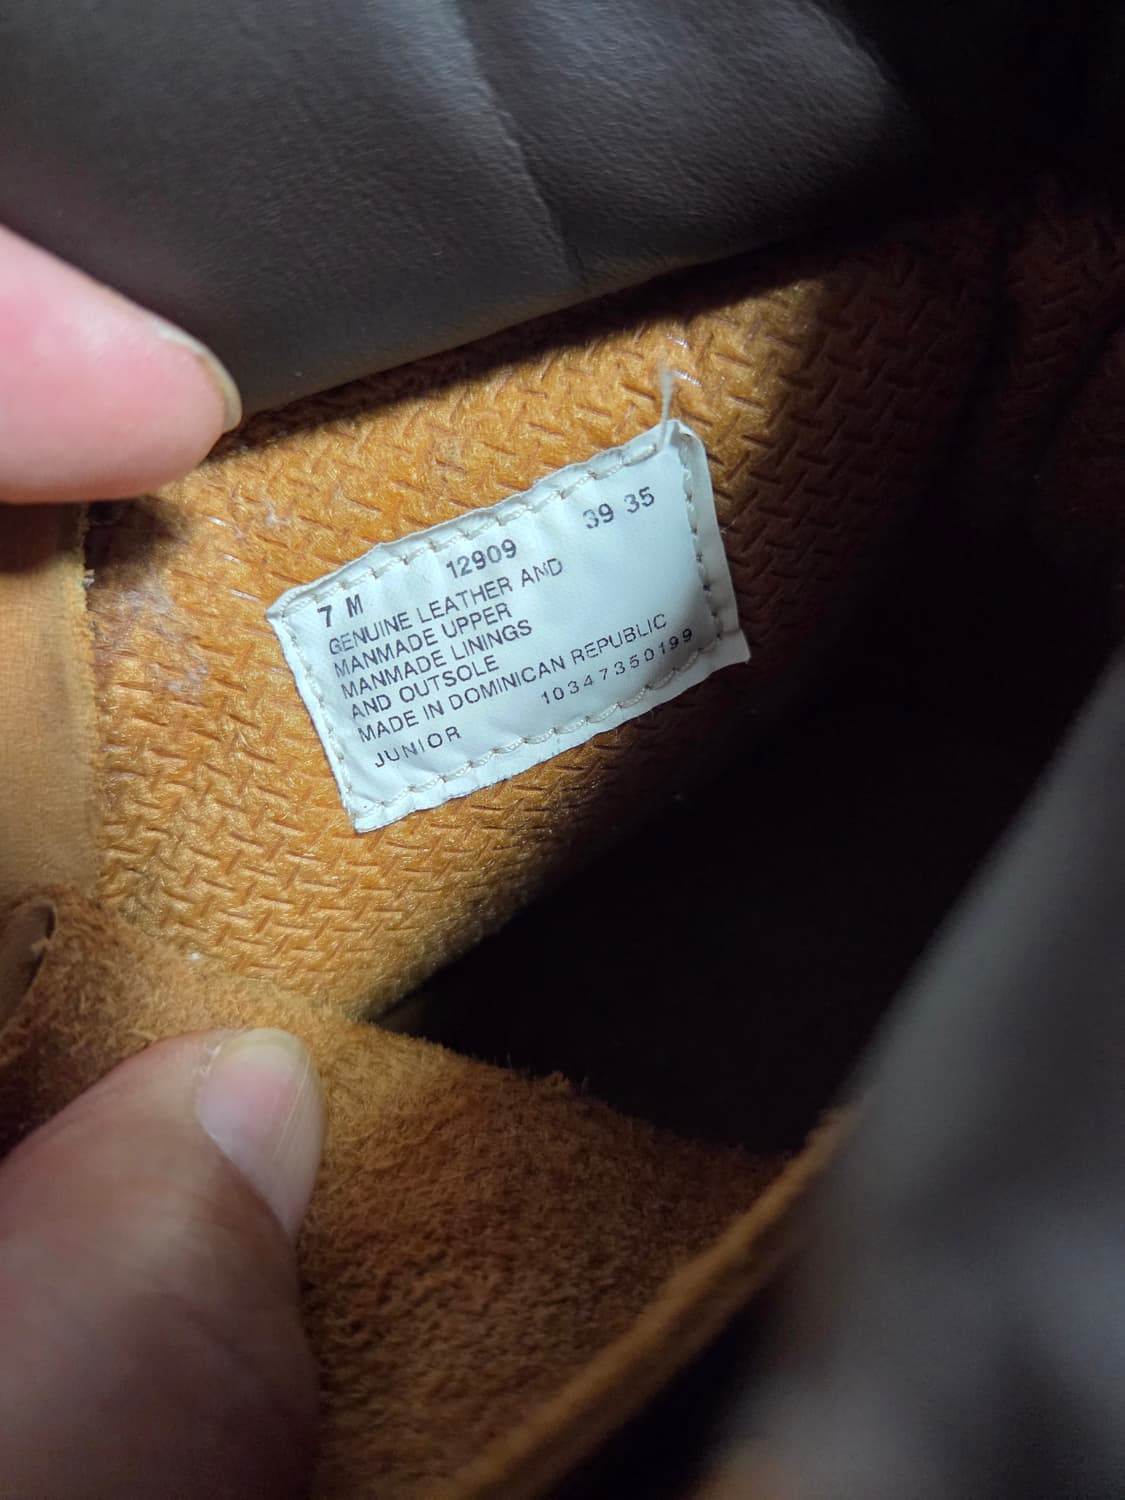 7 M 12909 39 35
GENUINE LEATHER AND
MANMADE UPPER
MANMADE LININGS
AND OUTSOLE
MADE IN DOMINICAN REPUBLIC
JUNIOR 10347350199